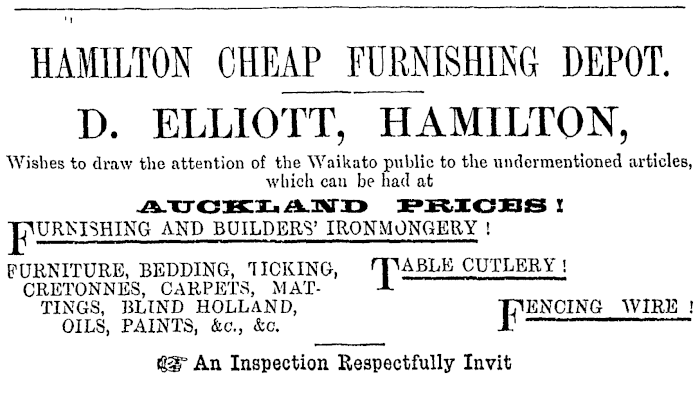 HAMILTON CHEAP FURNISHING DEPOT.
D. ELLIOTT, HAMILTON,
Wishes to draw the attention of the Waikato public to the undermentioned articles,
which can be had at
AUCKLAND PRICES!
FURNISHING AND BUILDERS' IRONMONGERY!
FURNITURE, BEDDING, TICKING,
CRETONNES, CARPETS, MAT-
TINGS, BLIND HOLLAND,
OILS, PAINTS, &c., &c.
TABLE CUTLERY!
FENCING WIRE!
☞ An Inspection Respectfully Invit